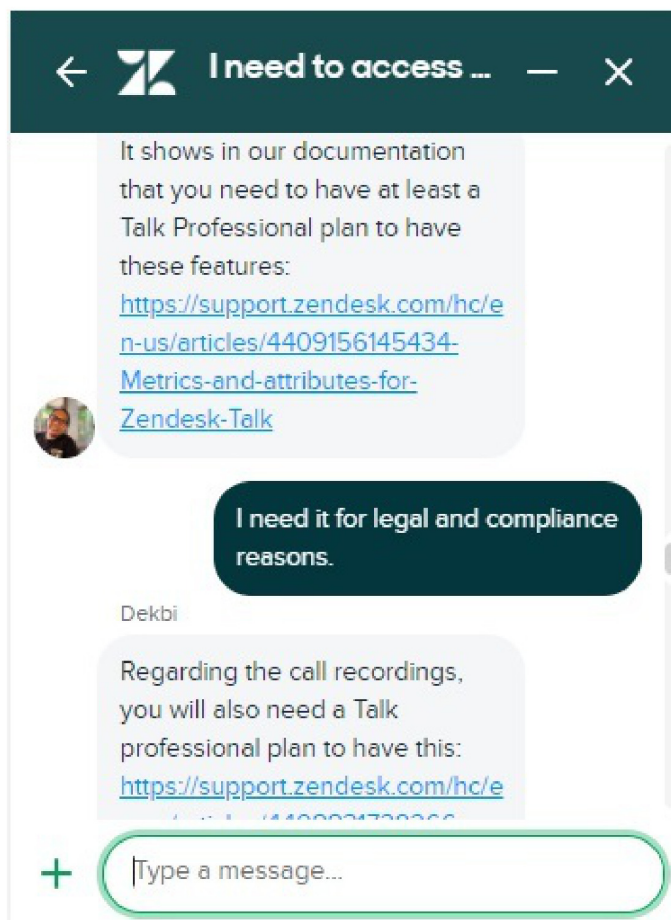 I need to access ...
It shows in our documentation
that you need to have at least a
Talk Professional plan to have
these features:
https://support.zendesk.com/hc/e
n-us/articles/4409156145434-
Metrics-and-attributes-for-
Zendesk-Talk
I need it for legal and compliance
reasons.
Dekbi
Regarding the call recordings,
you will also need a Talk
professional plan to have this:
https://support.zendesk.com/hc/e
Type a message...